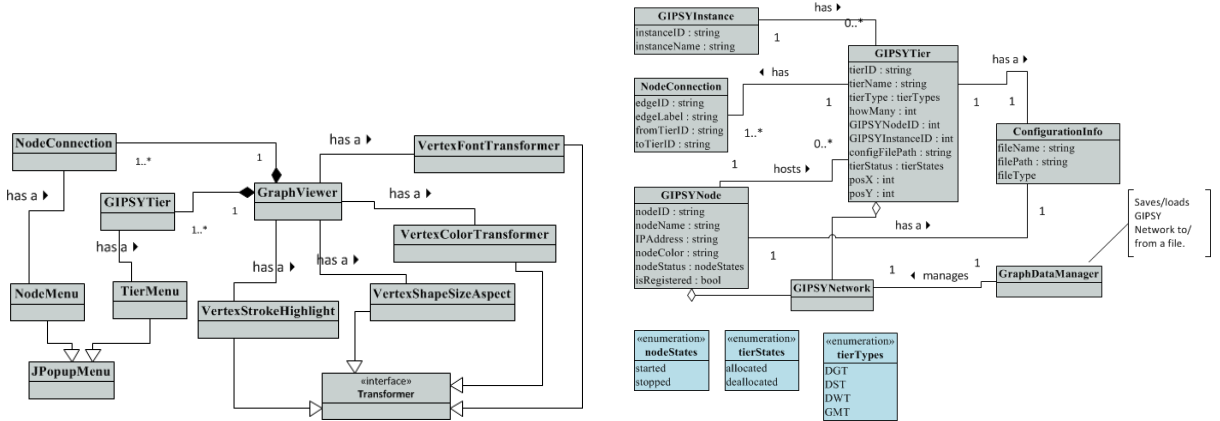 NodeConnection
has a ▶
1..*
1
has a ▶
VertexFontTransformer
GraphViewer
GIPSYTier
1
1..*
has a ▶
has a ▶
VertexColorTransformer
has a ▶
has a ▶
NodeMenu
TierMenu
VertexStrokeHighlight
VertexShapeSizeAspect
JPopupMenu
«interface»
Transformer
GIPSYInstance
instanceID : string
instanceName : string
has ▶
0..*
1
GIPSYTier
tierID : string
tierName : string
tierType : tierTypes
howMany : int
GIPSYNodeID : int
GIPSYInstanceID : int
configFilePath : string
tierStatus : tierStates
posX : int
posY : int
has a ▶
1
1
◀ has
1
1..*
NodeConnection
edgeID : string
edgeLabel : string
fromTierID : string
toTierID : string
ConfigurationInfo
fileName : string
filePath : string
fileType
0..*
1
hosts ▶
GIPSYNode
nodeID : string
nodeName : string
IPAddress : string
nodeColor : string
nodeStatus : nodeStates
isRegistered : bool
has a ▶
1
1
Saves/loads
GIPSY
Network to/
from a file.
1
◀ manages
1
GraphDataManager
GIPSYNetwork
«enumeration»
nodeStates
started
stopped
«enumeration»
tierStates
allocated
deallocated
«enumeration»
tierTypes
DGT
DST
DWT
GMT